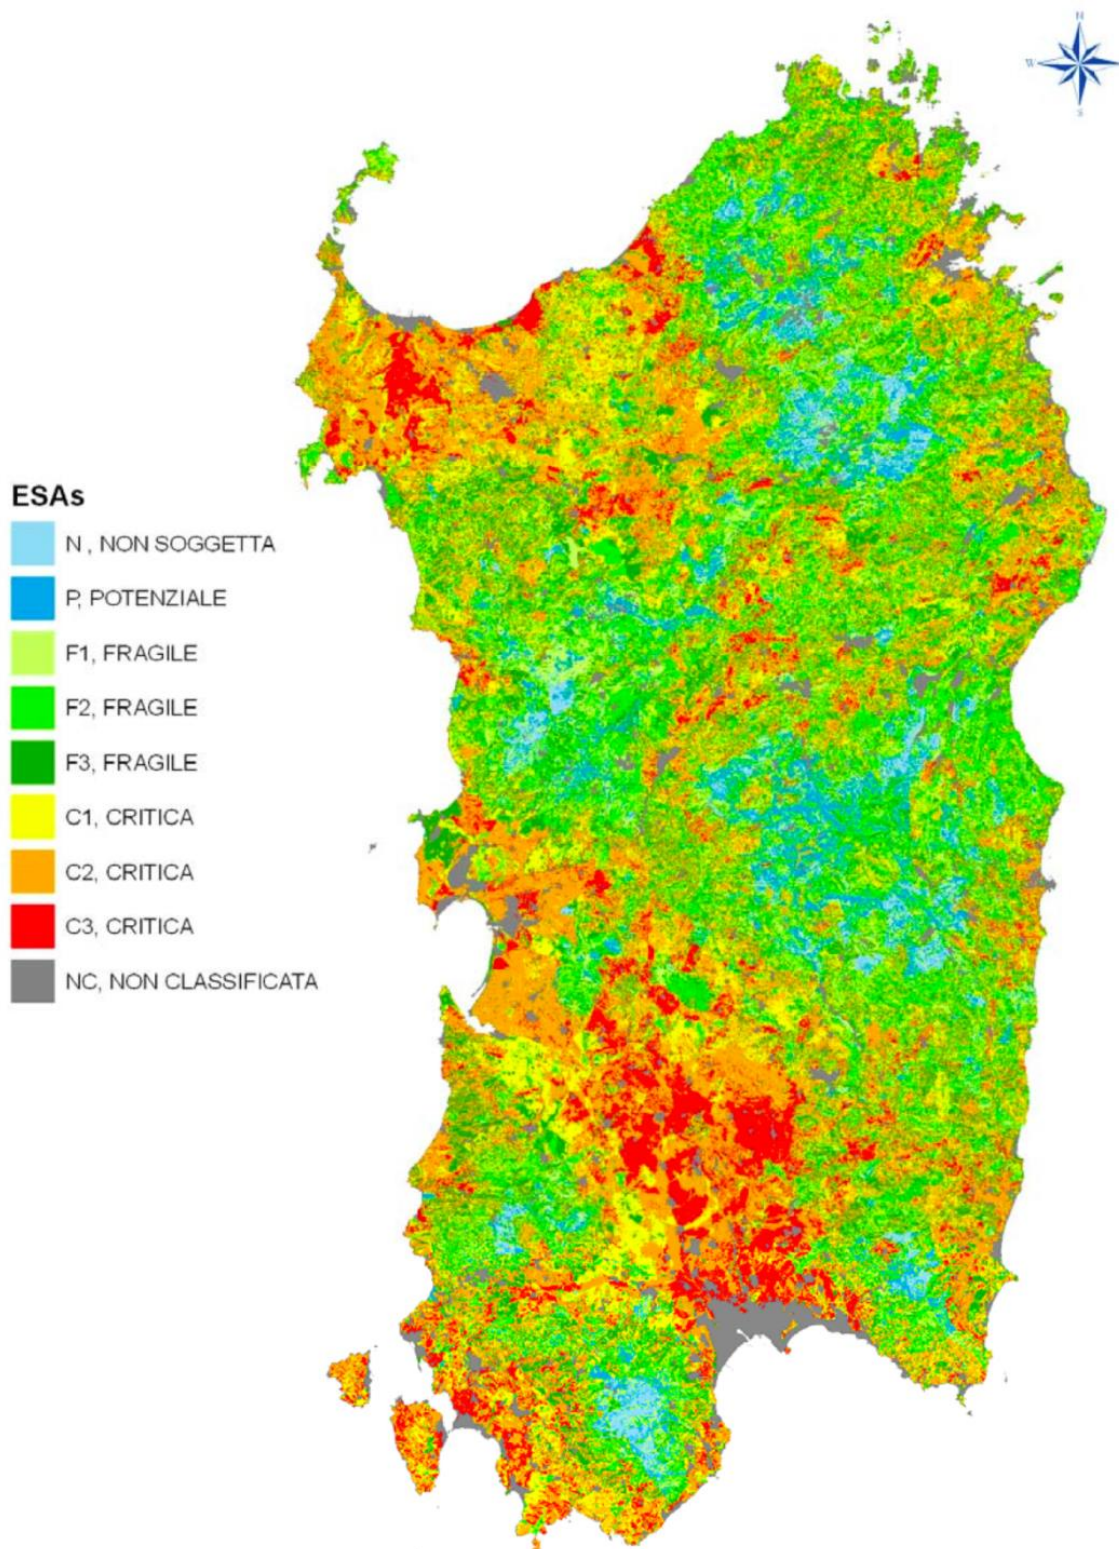 N
W
S
ESAs
N , NON SOGGETTA
P, POTENZIALE
F1, FRAGILE
F2, FRAGILE
F3, FRAGILE
C1, CRITICA
C2, CRITICA
C3, CRITICA
NC, NON CLASSIFICATA